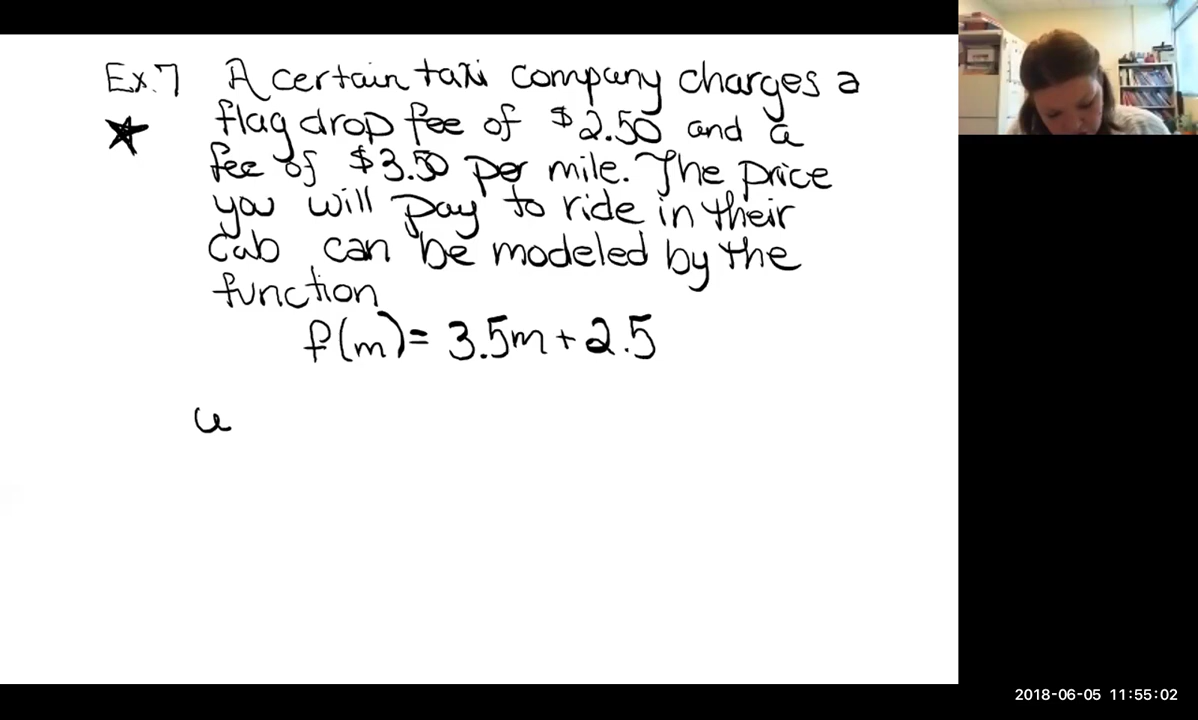 Ex.7 A certain taxi company charges a
flag drop fee of $2.50 and a
fee of $3.50 per mile. The price
you will pay to ride in their
cab can be modeled by the
function
f(m) = 3.5m + 2.5
2018-06-05 11:55:02